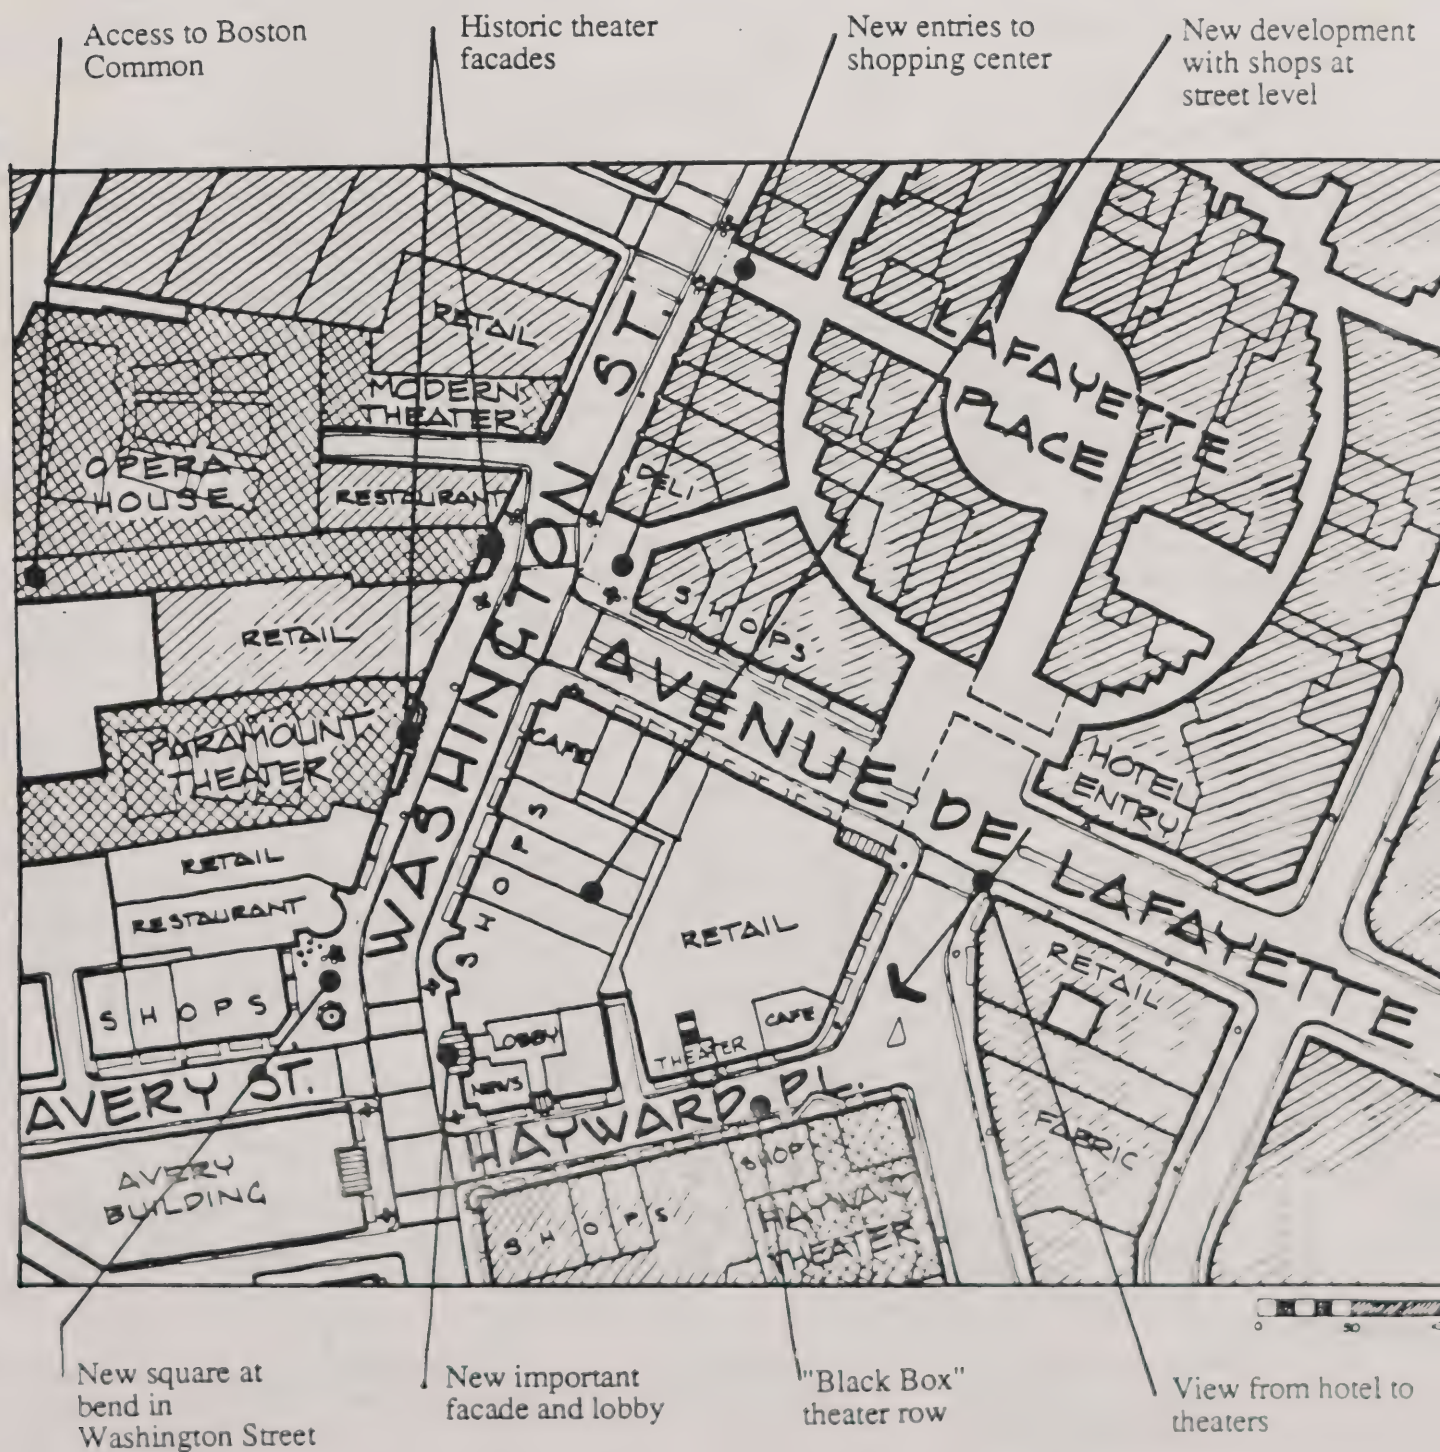 Access to Boston
Common
Historic theater
facades
New entries to
shopping center
New development
with shops at
street level
RETAIL
MODERN
THEATER
OPERA
HOUSE
RESTAURANT
WASHINGTON ST.
DELI
LAFAYETTE
PLACE
SHOPS
RETAIL
AVENUE DE LAFAYETTE
PARAMOUNT
THEATER
CAFE
HOTEL
ENTRY
SHOPS
RETAIL
RESTAURANT
RETAIL
RETAIL
SHOPS
LOBBY
CAFE
THEATER
NEWS
AVERY ST.
HAYWARD PL.
FABRIC
AVERY
BUILDING
SHOP
SHOPS
HAYWARD
THEATER
0 50
New square at
bend in
Washington Street
New important
facade and lobby
"Black Box"
theater row
View from hotel to
theaters